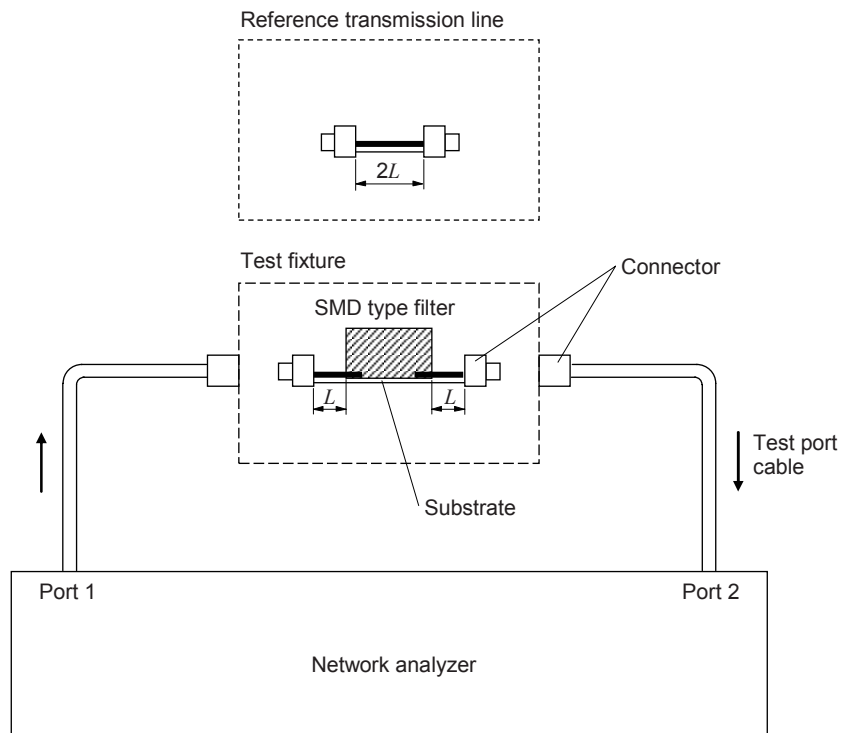 Reference transmission line
2L
Test fixture
Connector
SMD type filter
L
L
Test port
cable
Substrate
Port 1
Port 2
Network analyzer